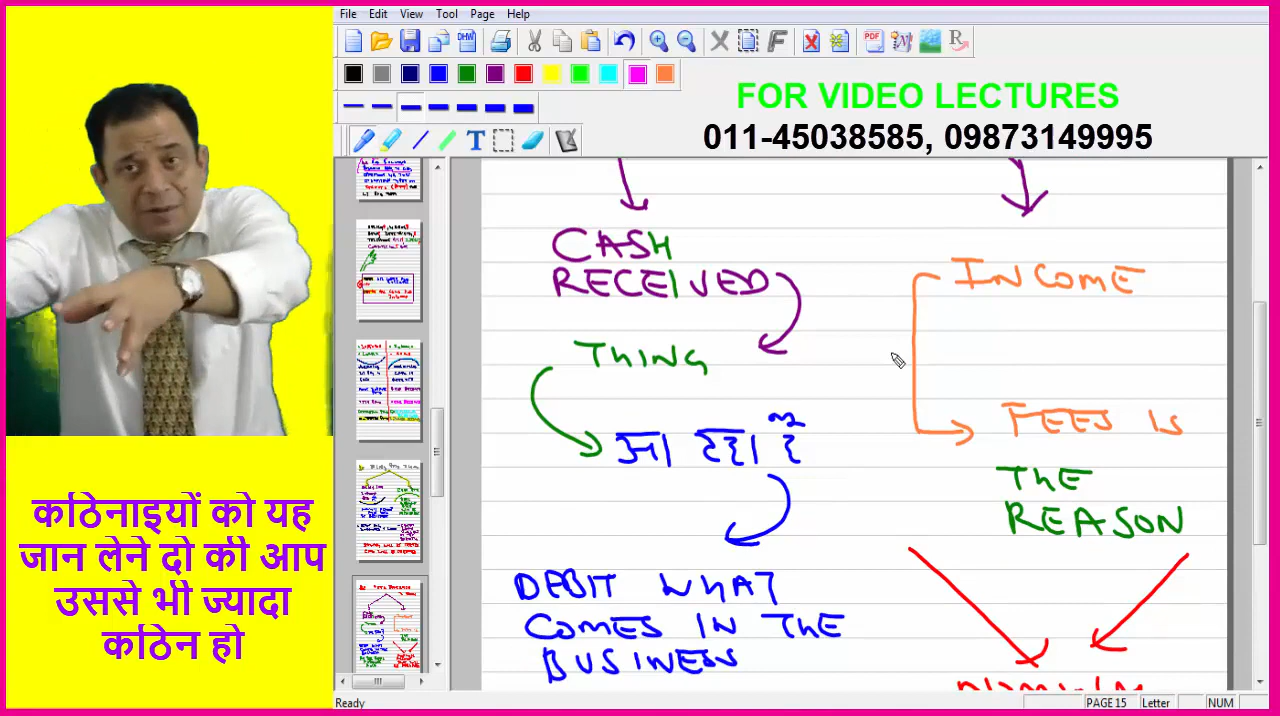 File Edit View Tool Page Help
FOR VIDEO LECTURES
011-45038585, 09873149995
CASH
RECEIVED
INCOME
THING
FEES IS
आ रहा है
THE
REASON
DEBIT WHAT
COMES IN THE
BUSINESS
कठिनाइयों को यह
जान लेने दो की आप
उससे भी ज्यादा
कठिन हो
Ready
PAGE 15 Letter NUM